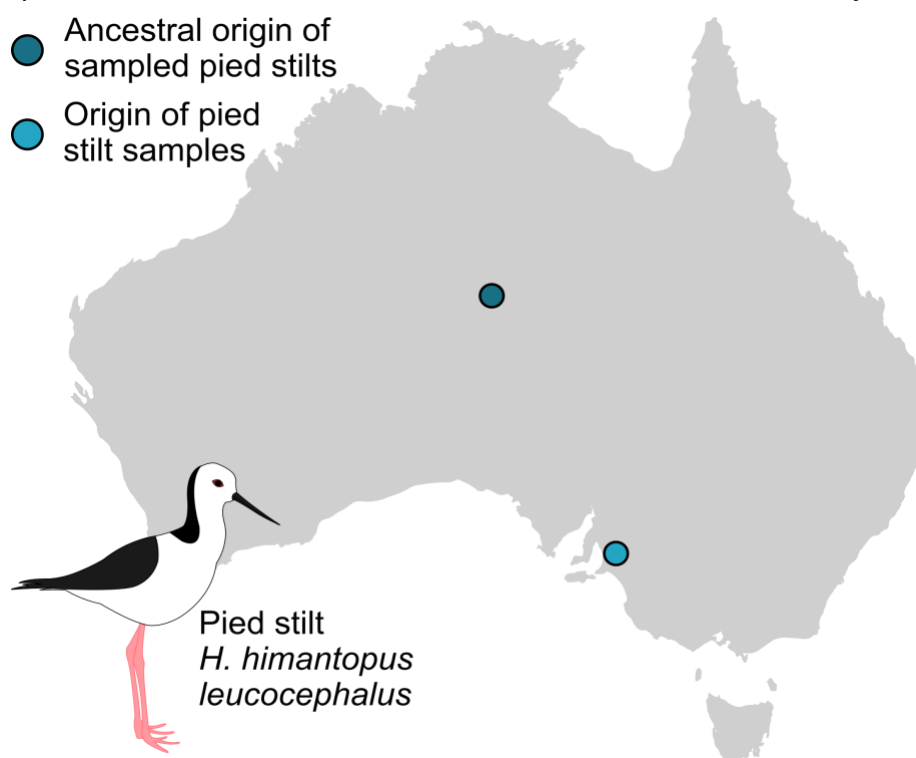 Ancestral origin of
sampled pied stilts
Origin of pied
stilt samples
Pied stilt
H. himantopus
leucocephalus